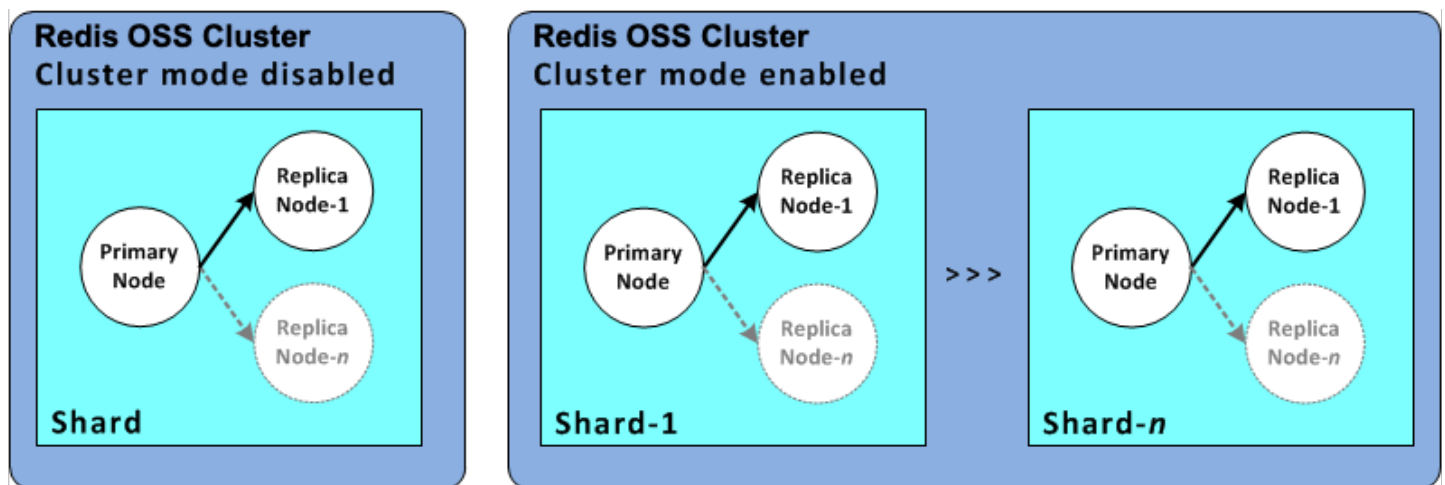 Redis OSS Cluster
Cluster mode disabled
Replica
Node-1
Primary
Node
Replica
Node-n
Shard
Redis OSS Cluster
Cluster mode enabled
Replica
Node-1
Primary
Node
Replica
Node-n
Shard-1
>>>
Replica
Node-1
Primary
Node
Replica
Node-n
Shard-n